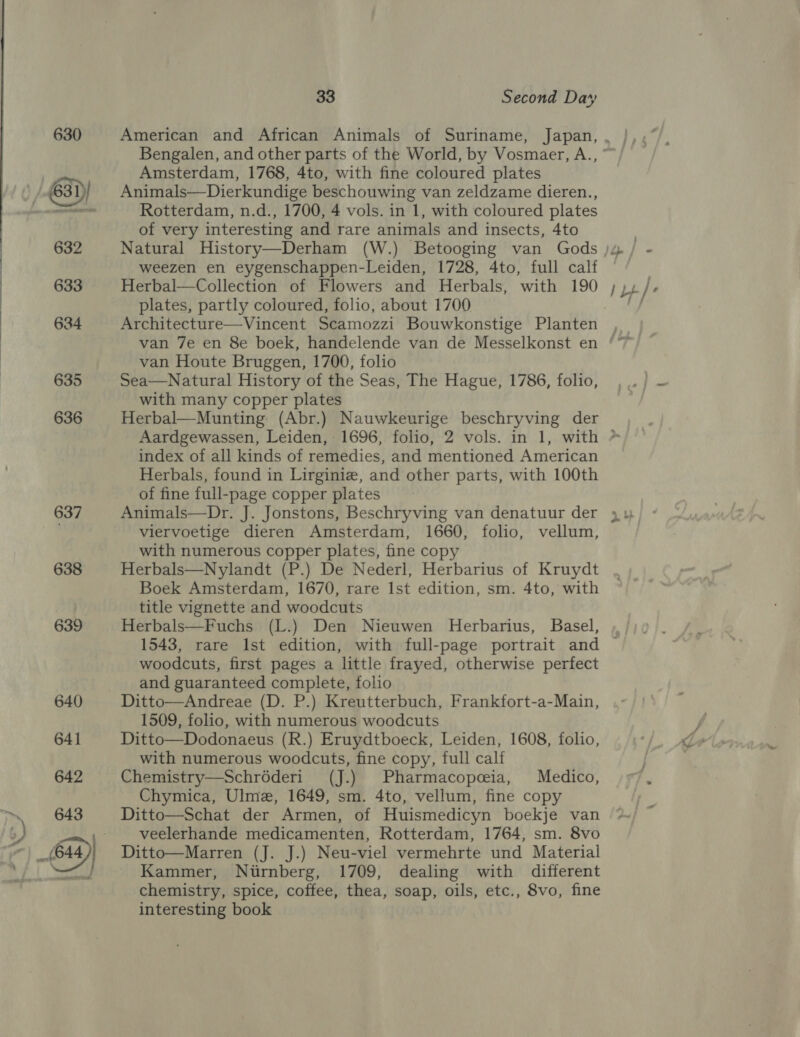 33 Second Day
630 American and African Animals of Suriname, Japan,
Bengalen, and other parts of the World, by Vosmaer, A.,
Amsterdam, 1768, 4to, with fine coloured plates
631 Animals—Dierkundige beschouwing van zeldzame dieren.,
Rotterdam, n.d., 1700, 4 vols. in 1, with coloured plates
of very interesting and rare animals and insects, 4to
632 Natural History—Derham (W.) Betooging van Gods
weezen en eygenschappen-Leiden, 1728, 4to, full calf
633 Herbal—Collection of Flowers and Herbals, with 190
plates, partly coloured, folio, about 1700
634 Architecture—Vincent Scamozzi Bouwkonstige Planten
van 7e en 8e boek, handelende van de Messelkonst en
van Houte Bruggen, 1700, folio
635 Sea—Natural History of the Seas, The Hague, 1786, folio,
with many copper plates
636 Herbal—Munting (Abr.) Nauwkeurige beschryving der
Aardgewassen, Leiden, 1696, folio, 2 vols. in 1, with
index of all kinds of remedies, and mentioned American
Herbals, found in Lirginiæ, and other parts, with 100th
of fine full-page copper plates
637 Animals—Dr. J. Jonstons, Beschryving van denatuur der
viervoetige dieren Amsterdam, 1660, folio, vellum,
with numerous copper plates, fine copy
638 Herbals—Nylandt (P.) De Nederl, Herbarius of Kruydt
Boek Amsterdam, 1670, rare 1st edition, sm. 4to, with
title vignette and woodcuts
639 Herbals—Fuchs (L.) Den Nieuwen Herbarius, Basel,
1543, rare 1st edition, with full-page portrait and
woodcuts, first pages a little frayed, otherwise perfect
and guaranteed complete, folio
640 Ditto—Andreae (D. P.) Kreutterbuch, Frankfort-a-Main,
1509, folio, with numerous woodcuts
641 Ditto—Dodonaeus (R.) Eruydtboeck, Leiden, 1608, folio,
with numerous woodcuts, fine copy, full calf
642 Chemistry—Schröderi (J.) Pharmacopœia, Medico,
Chymica, Ulmæ, 1649, sm. 4to, vellum, fine copy
643 Ditto—Schat der Armen, of Huismedicyn boekje van
veelerhande medicamenten, Rotterdam, 1764, sm. 8vo
644 Ditto—Marren (J. J.) Neu-viel vermehrte und Material
Kammer, Nürnberg, 1709, dealing with different
chemistry, spice, coffee, thea, soap, oils, etc., 8vo, fine
interesting book